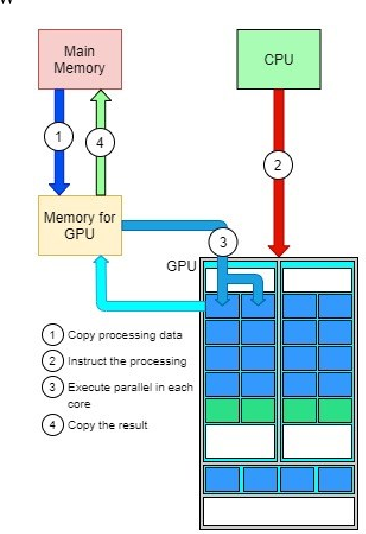 Main
Memory
CPU
1
4
2
Memory for
GPU
3
GPU
1 Copy processing data
2 Instruct the processing
3 Execute parallel in each
core
4 Copy the result